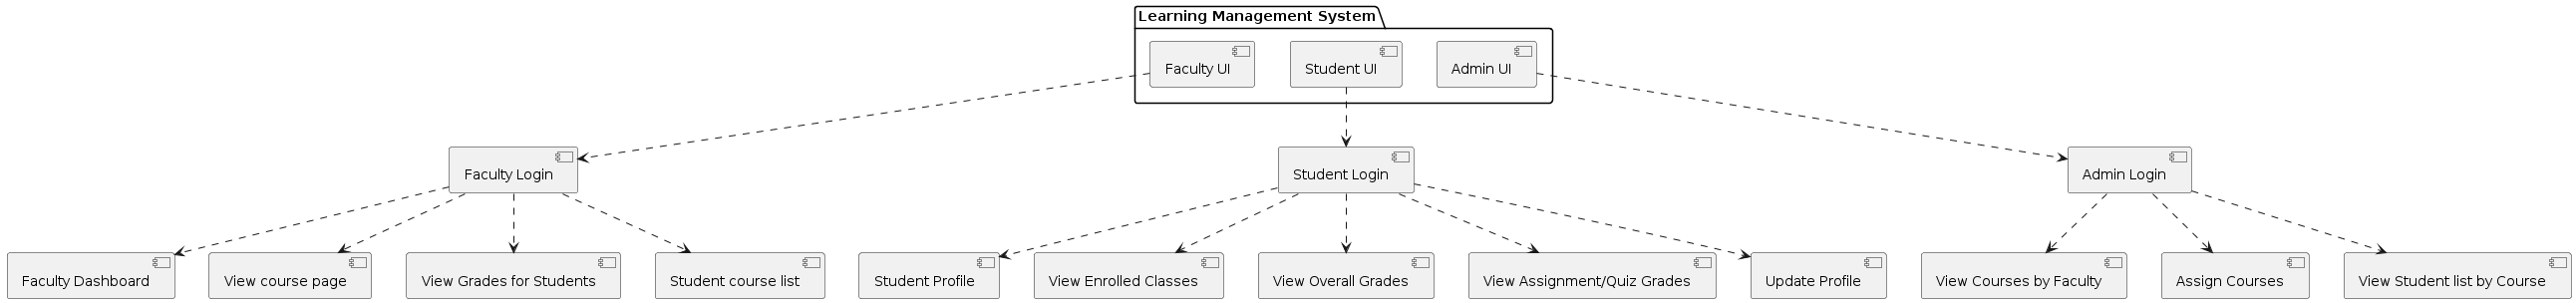 Learning Management System
Faculty UI
Student UI
Admin UI
Faculty Login
Student Login
Admin Login
Faculty Dashboard
View course page
View Grades for Students
Student course list
Student Profile
View Enrolled Classes
View Overall Grades
View Assignment/Quiz Grades
Update Profile
View Courses by Faculty
Assign Courses
View Student list by Course